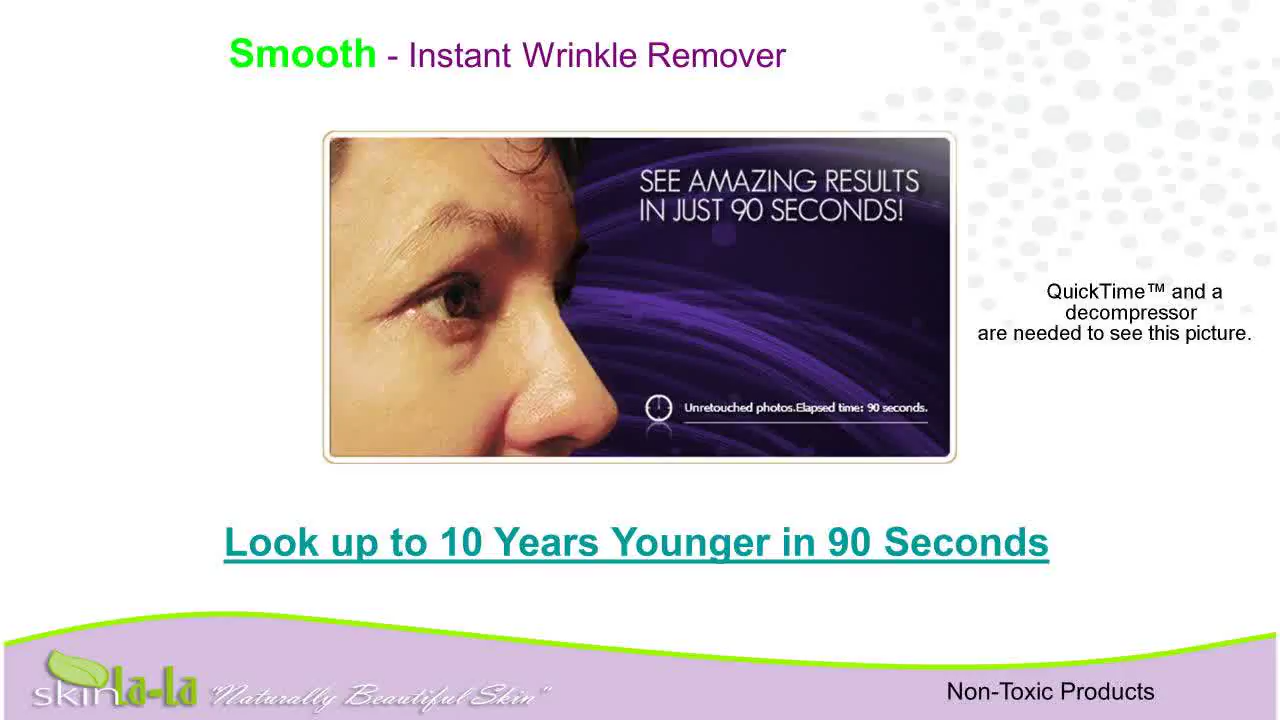 Smooth - Instant Wrinkle Remover
SEE AMAZING RESULTS
IN JUST 90 SECONDS!
QuickTime™ and a
decompressor
are needed to see this picture.
Unretouched photos.Elapsed time: 90 seconds.
Look up to 10 Years Younger in 90 Seconds
skin la-la "Naturally Beautiful Skin"
Non-Toxic Products